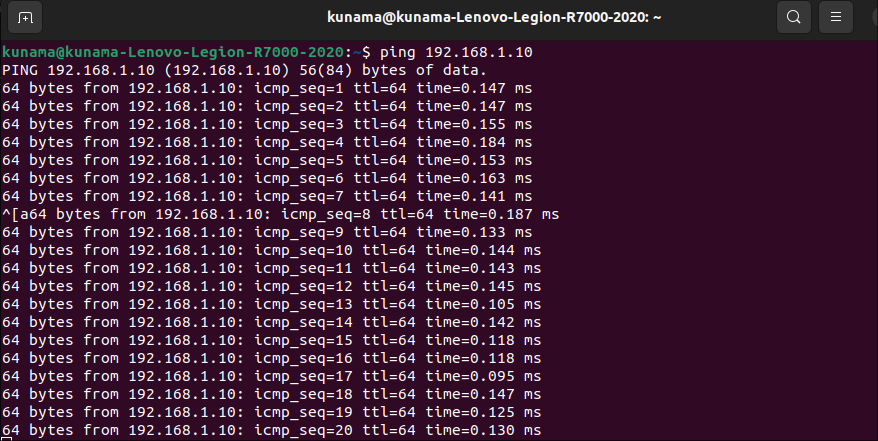 kunama@kunama-Lenovo-Legion-R7000-2020: ~
kunama@kunama-Lenovo-Legion-R7000-2020:~$ ping 192.168.1.10
PING 192.168.1.10 (192.168.1.10) 56(84) bytes of data.
64 bytes from 192.168.1.10: icmp_seq=1 ttl=64 time=0.147 ms
64 bytes from 192.168.1.10: icmp_seq=2 ttl=64 time=0.147 ms
64 bytes from 192.168.1.10: icmp_seq=3 ttl=64 time=0.155 ms
64 bytes from 192.168.1.10: icmp_seq=4 ttl=64 time=0.184 ms
64 bytes from 192.168.1.10: icmp_seq=5 ttl=64 time=0.153 ms
64 bytes from 192.168.1.10: icmp_seq=6 ttl=64 time=0.163 ms
64 bytes from 192.168.1.10: icmp_seq=7 ttl=64 time=0.141 ms
^[a64 bytes from 192.168.1.10: icmp_seq=8 ttl=64 time=0.187 ms
64 bytes from 192.168.1.10: icmp_seq=9 ttl=64 time=0.133 ms
64 bytes from 192.168.1.10: icmp_seq=10 ttl=64 time=0.144 ms
64 bytes from 192.168.1.10: icmp_seq=11 ttl=64 time=0.143 ms
64 bytes from 192.168.1.10: icmp_seq=12 ttl=64 time=0.145 ms
64 bytes from 192.168.1.10: icmp_seq=13 ttl=64 time=0.105 ms
64 bytes from 192.168.1.10: icmp_seq=14 ttl=64 time=0.142 ms
64 bytes from 192.168.1.10: icmp_seq=15 ttl=64 time=0.118 ms
64 bytes from 192.168.1.10: icmp_seq=16 ttl=64 time=0.118 ms
64 bytes from 192.168.1.10: icmp_seq=17 ttl=64 time=0.095 ms
64 bytes from 192.168.1.10: icmp_seq=18 ttl=64 time=0.147 ms
64 bytes from 192.168.1.10: icmp_seq=19 ttl=64 time=0.125 ms
64 bytes from 192.168.1.10: icmp_seq=20 ttl=64 time=0.130 ms